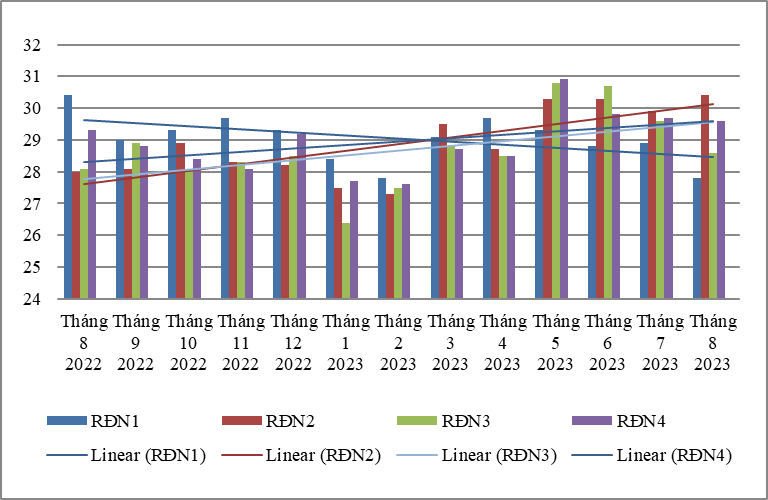 32
31
30
29
28
27
26
25
24
Tháng Tháng Tháng Tháng Tháng Tháng Tháng Tháng Tháng Tháng Tháng Tháng Tháng
8 9 10 11 12 1 2 3 4 5 6 7 8
2022 2022 2022 2022 2022 2023 2023 2023 2023 2023 2023 2023 2023
RĐN1 RĐN2 RĐN3 RĐN4
Linear (RĐN1) Linear (RĐN2) Linear (RĐN3) Linear (RĐN4)